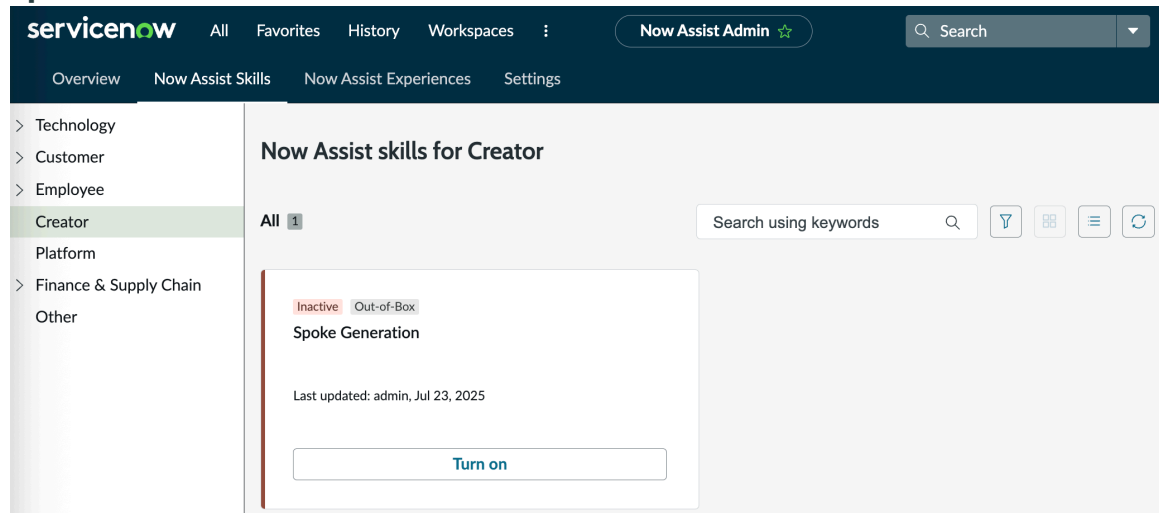 servicenow All Favorites History Workspaces Now Assist Admin Search
Overview Now Assist Skills Now Assist Experiences Settings
Technology
Customer
Employee
Creator
Platform
Finance & Supply Chain
Other
Now Assist skills for Creator
All 1 Search using keywords
Inactive Out-of-Box
Spoke Generation
Last updated: admin, Jul 23, 2025
Turn on